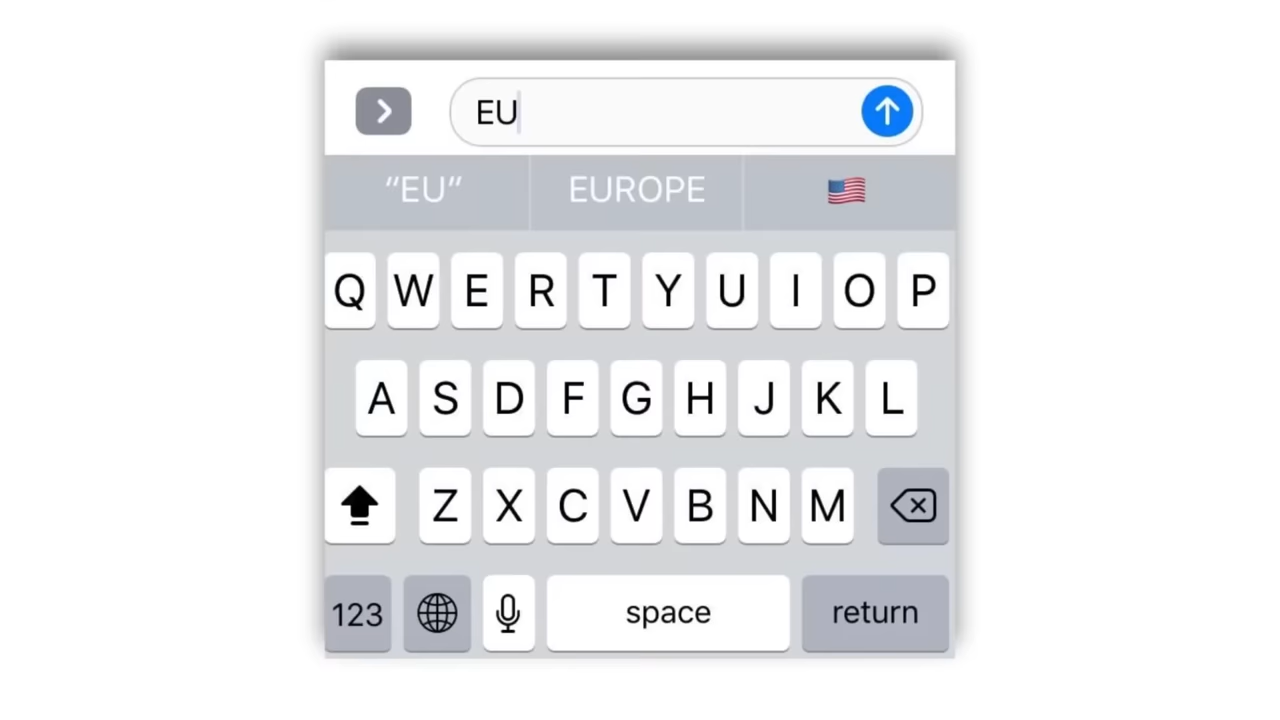 EU
“EU” EUROPE 🇺🇸
Q W E R T Y U I O P
A S D F G H J K L
Z X C V B N M
123 space return